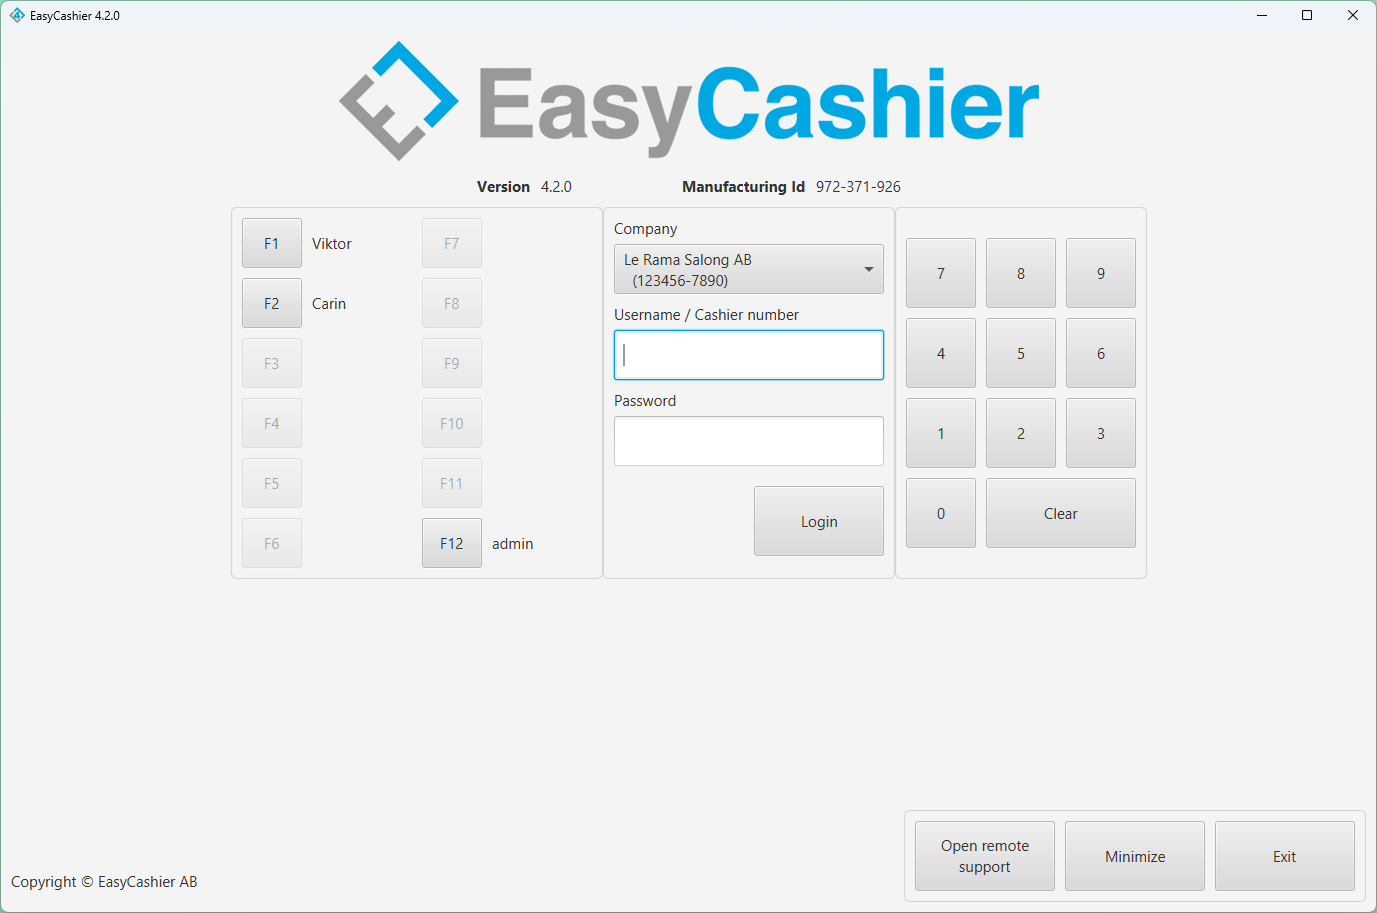 EasyCashier 4.2.0
EasyCashier
Version 4.2.0 Manufacturing Id 972-371-926
F1 Viktor
F2 Carin
F3
F4
F5
F6
F7
F8
F9
F10
F11
F12 admin
Company
Le Rama Salong AB
(123456-7890)
Username / Cashier number
Password
Login
7 8 9
4 5 6
1 2 3
0 Clear
Open remote
support
Minimize
Exit
Copyright © EasyCashier AB